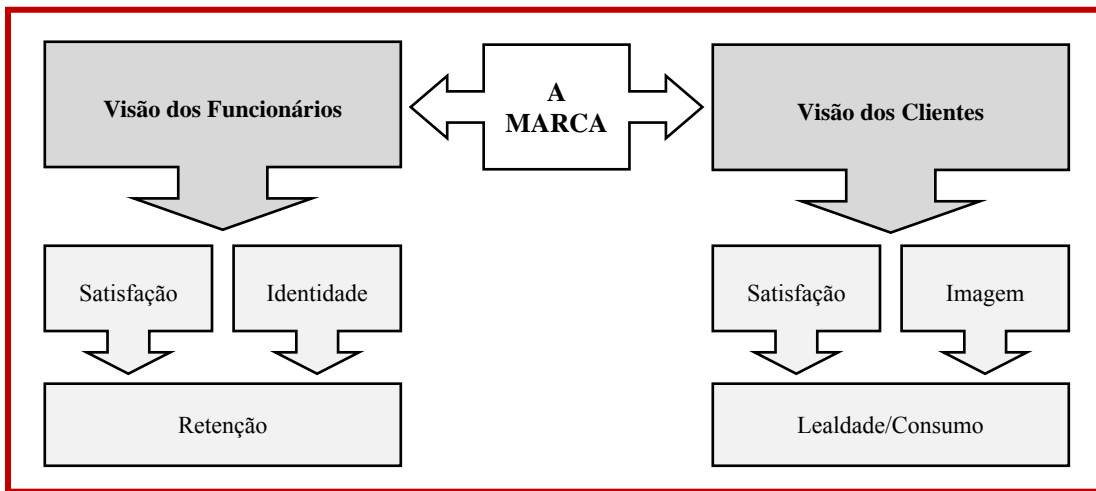 Visão dos Funcionários
A
MARCA
Visão dos Clientes
Satisfação
Identidade
Satisfação
Imagem
Retenção
Lealdade/Consumo